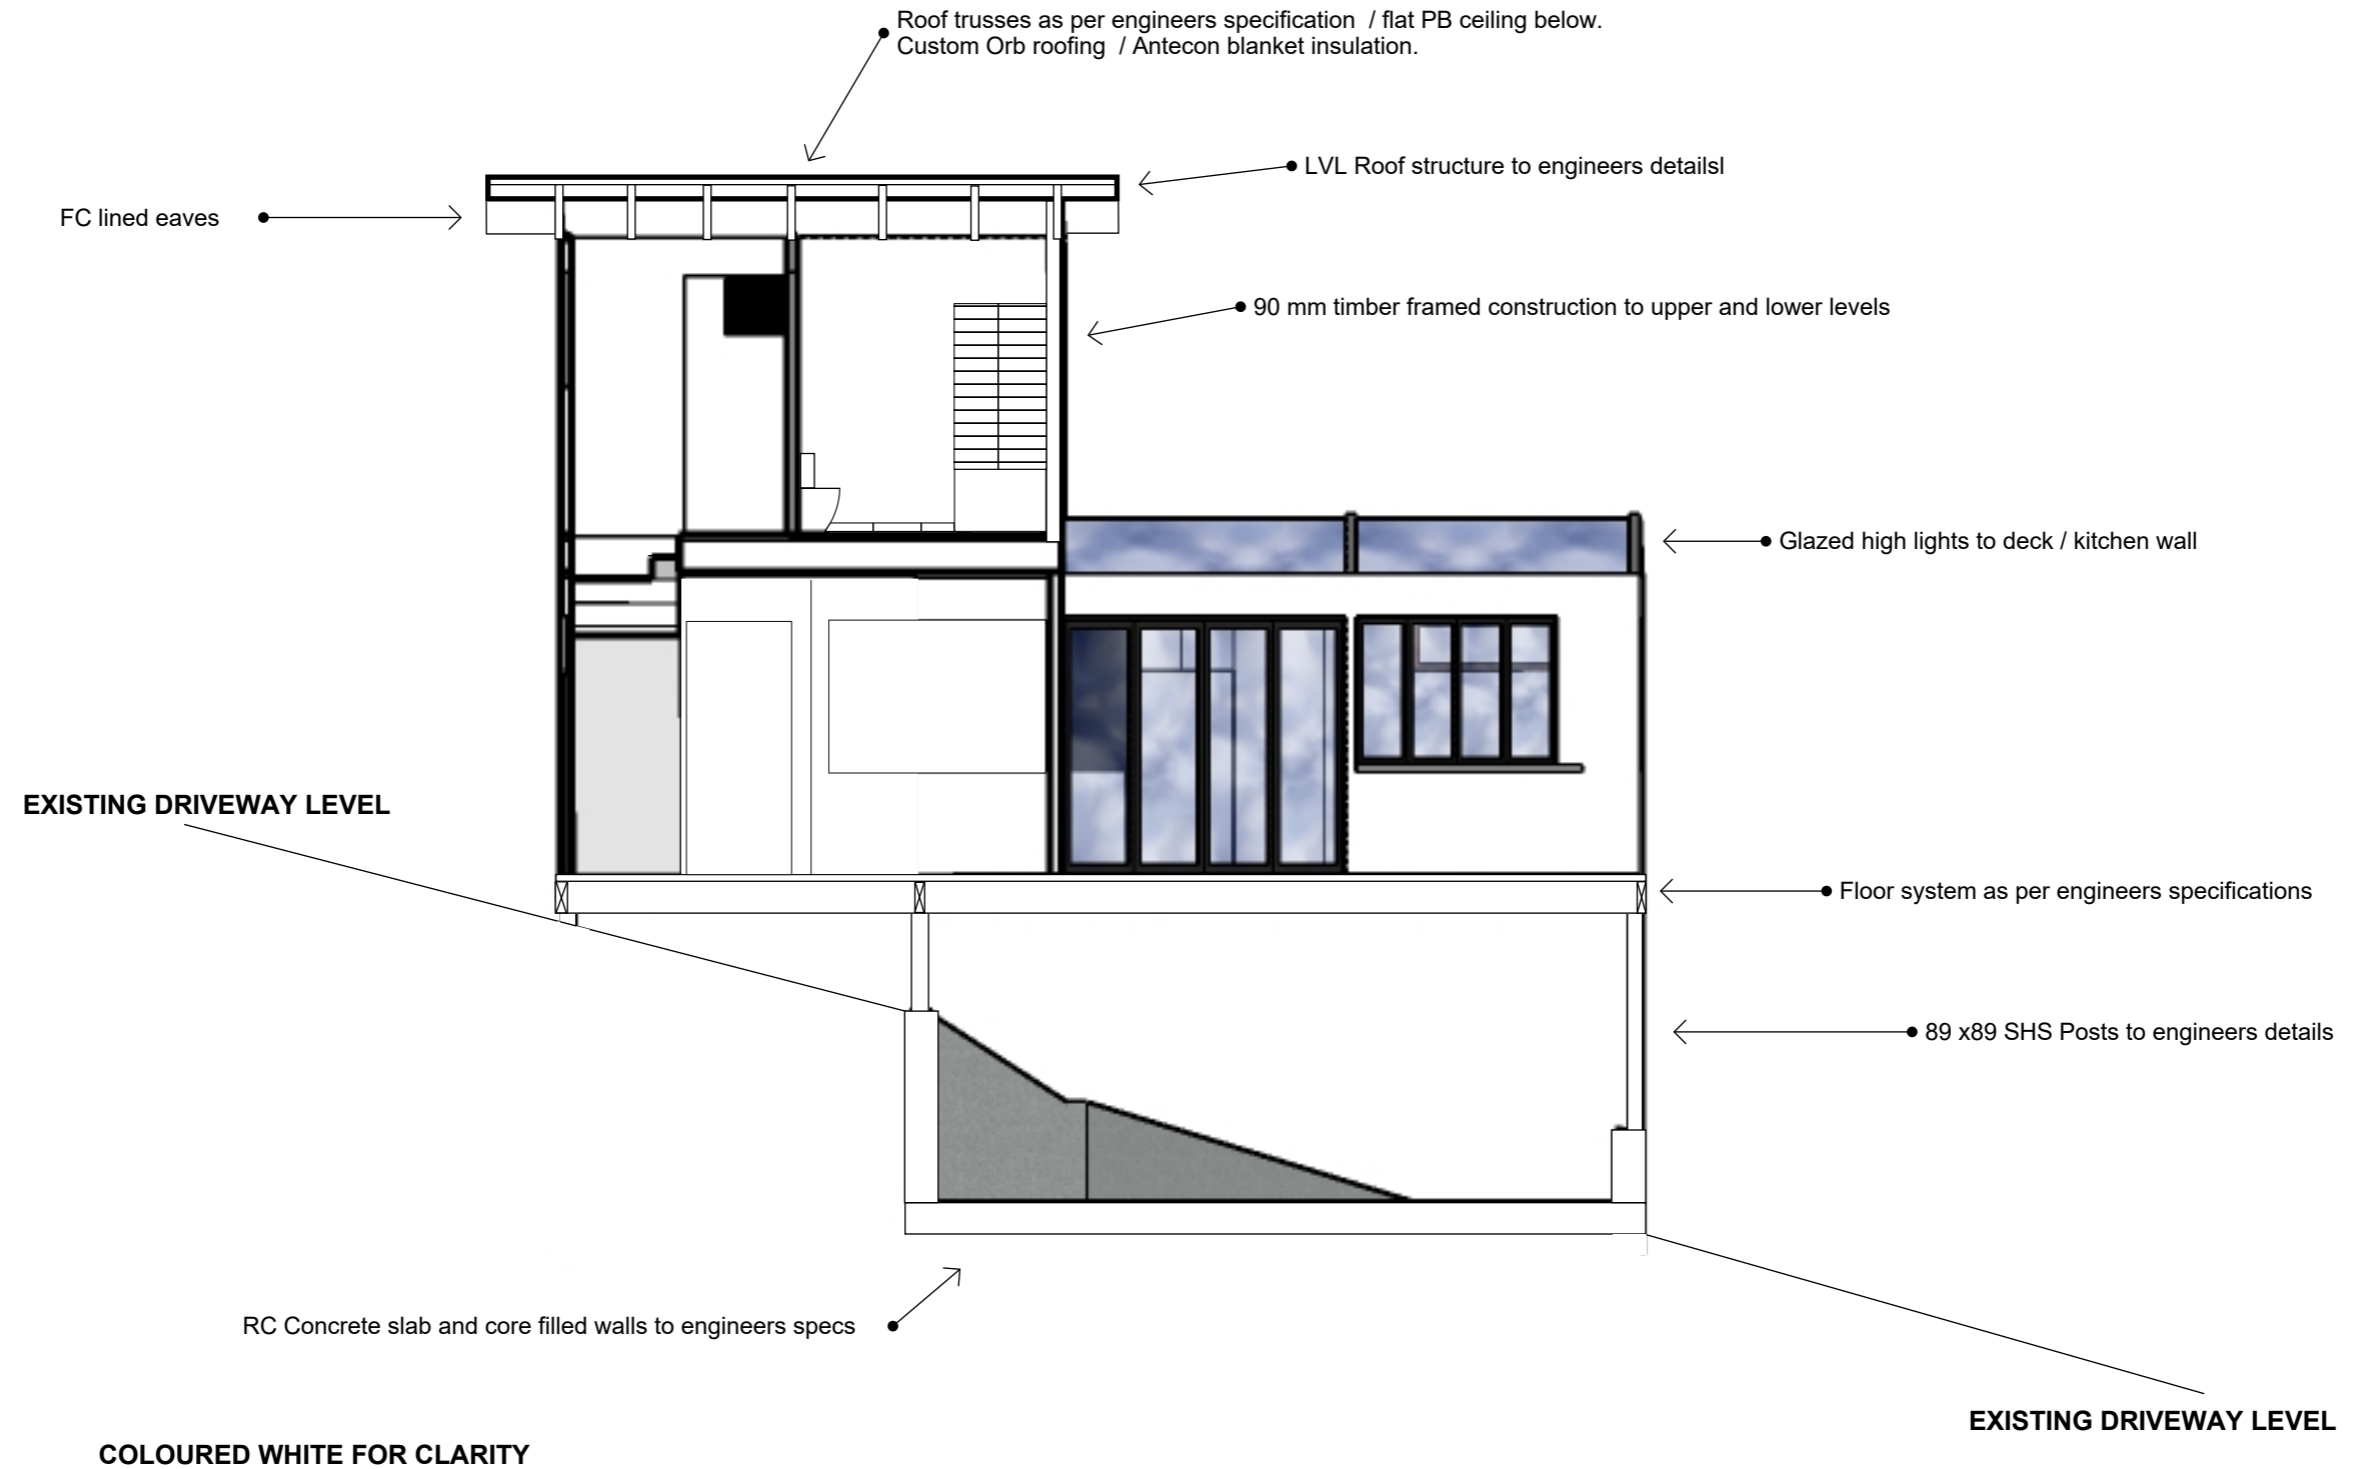 Roof trusses as per engineers specification / flat PB ceiling below.
Custom Orb roofing / Antecon blanket insulation.
LVL Roof structure to engineers detailsl
FC lined eaves
90 mm timber framed construction to upper and lower levels
Glazed high lights to deck / kitchen wall
EXISTING DRIVEWAY LEVEL
Floor system as per engineers specifications
89 x89 SHS Posts to engineers details
RC Concrete slab and core filled walls to engineers specs
EXISTING DRIVEWAY LEVEL
COLOURED WHITE FOR CLARITY